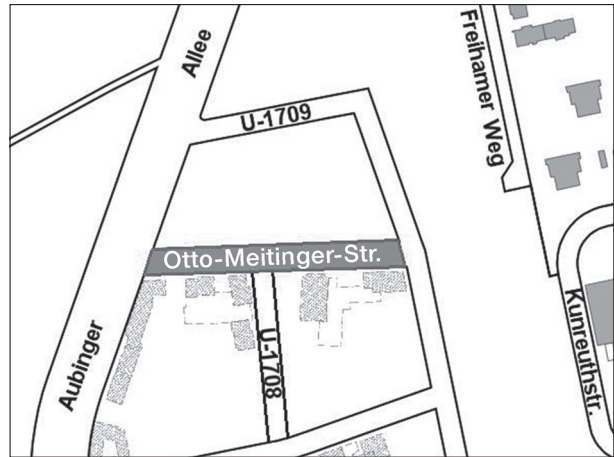 Allee
U-1709
Freihamer Weg
Otto-Meitinger-Str.
Aubinger
U-1708
Kunreuthstr.